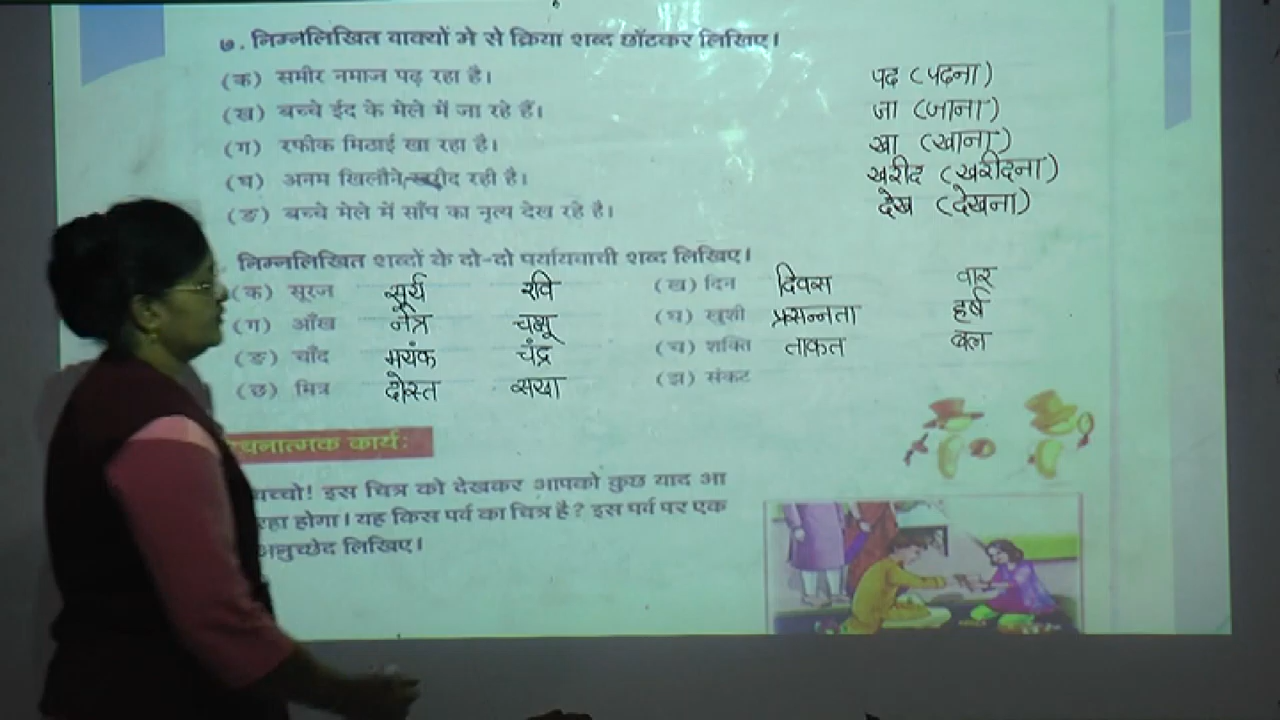 ७. निम्नलिखित वाक्यों मे से क्रिया शब्द छाँटकर लिखिए।
(क) समीर नमाज पढ़ रहा है। पढ (पढना)
(ख) बच्चे ईद के मेले में जा रहे हैं। जा (जाना)
(ग) रफीक मिठाई खा रहा है। खा (खाना)
(घ) अनम खिलौने खरीद रही है। खरीद (खरीदना)
(ङ) बच्चे मेले में साँप का नृत्य देख रहे है। देख (देखना)
निम्नलिखित शब्दों के दो-दो पर्यायवाची शब्द लिखिए।
(क) सूरज सूर्य रवि (ख) दिन दिवस वार
(ग) आँख नेत्र चक्षू (घ) खुशी प्रसन्नता हर्ष
(ङ) चाँद मयंक चंद्र (च) शक्ति ताकत बल
(छ) मित्र दोस्त सखा (झ) संकट
चनात्मक कार्य:
बच्चो! इस चित्र को देखकर आपको कुछ याद आ
रहा होगा। यह किस पर्व का चित्र है? इस पर्व पर एक
अनुच्छेद लिखिए।